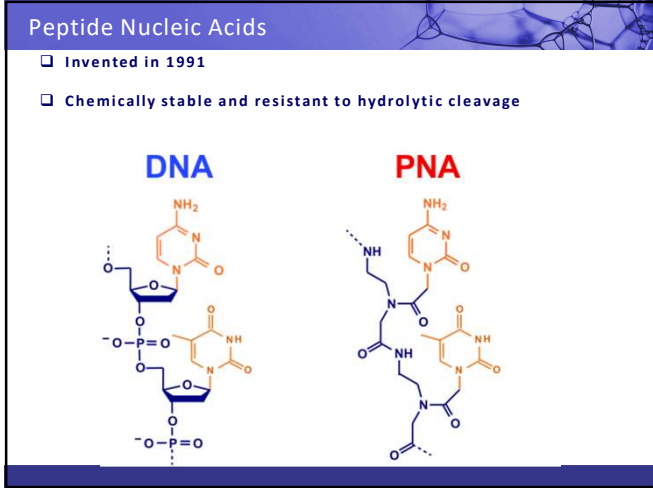 Peptide Nucleic Acids
❑ Invented in 1991
❑ Chemically stable and resistant to hydrolytic cleavage
DNA PNA
NH₂ NH₂
N N
N O N O
O NH
O N
O O O
⁻O–P=O NH O NH
O N O O NH N O
O N
O O
⁻O–P=O O